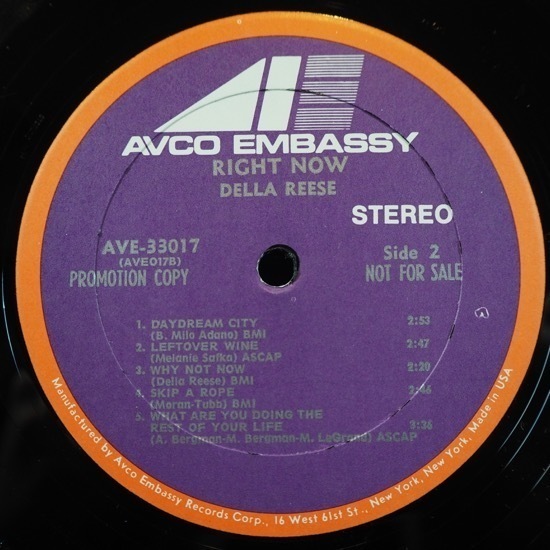 AVCO EMBASSY
RIGHT NOW
DELLA REESE
STEREO
AVE-33017
(AVE017B)
PROMOTION COPY
Side 2
NOT FOR SALE
1. DAYDREAM CITY 2:53
(B. Milo Adano) BMI
2. LEFTOVER WINE 2:47
(Melanie Safka) ASCAP
3. WHY NOT NOW 2:20
(Della Reese) BMI
4. SKIP A ROPE 2:46
(Moran-Tubb) BMI
5. WHAT ARE YOU DOING THE
REST OF YOUR LIFE 3:36
(A. Bergman-M. Bergman-M. LeGrand) ASCAP
Manufactured by Avco Embassy Records Corp., 16 West 61st St., New York, New York, Made in USA